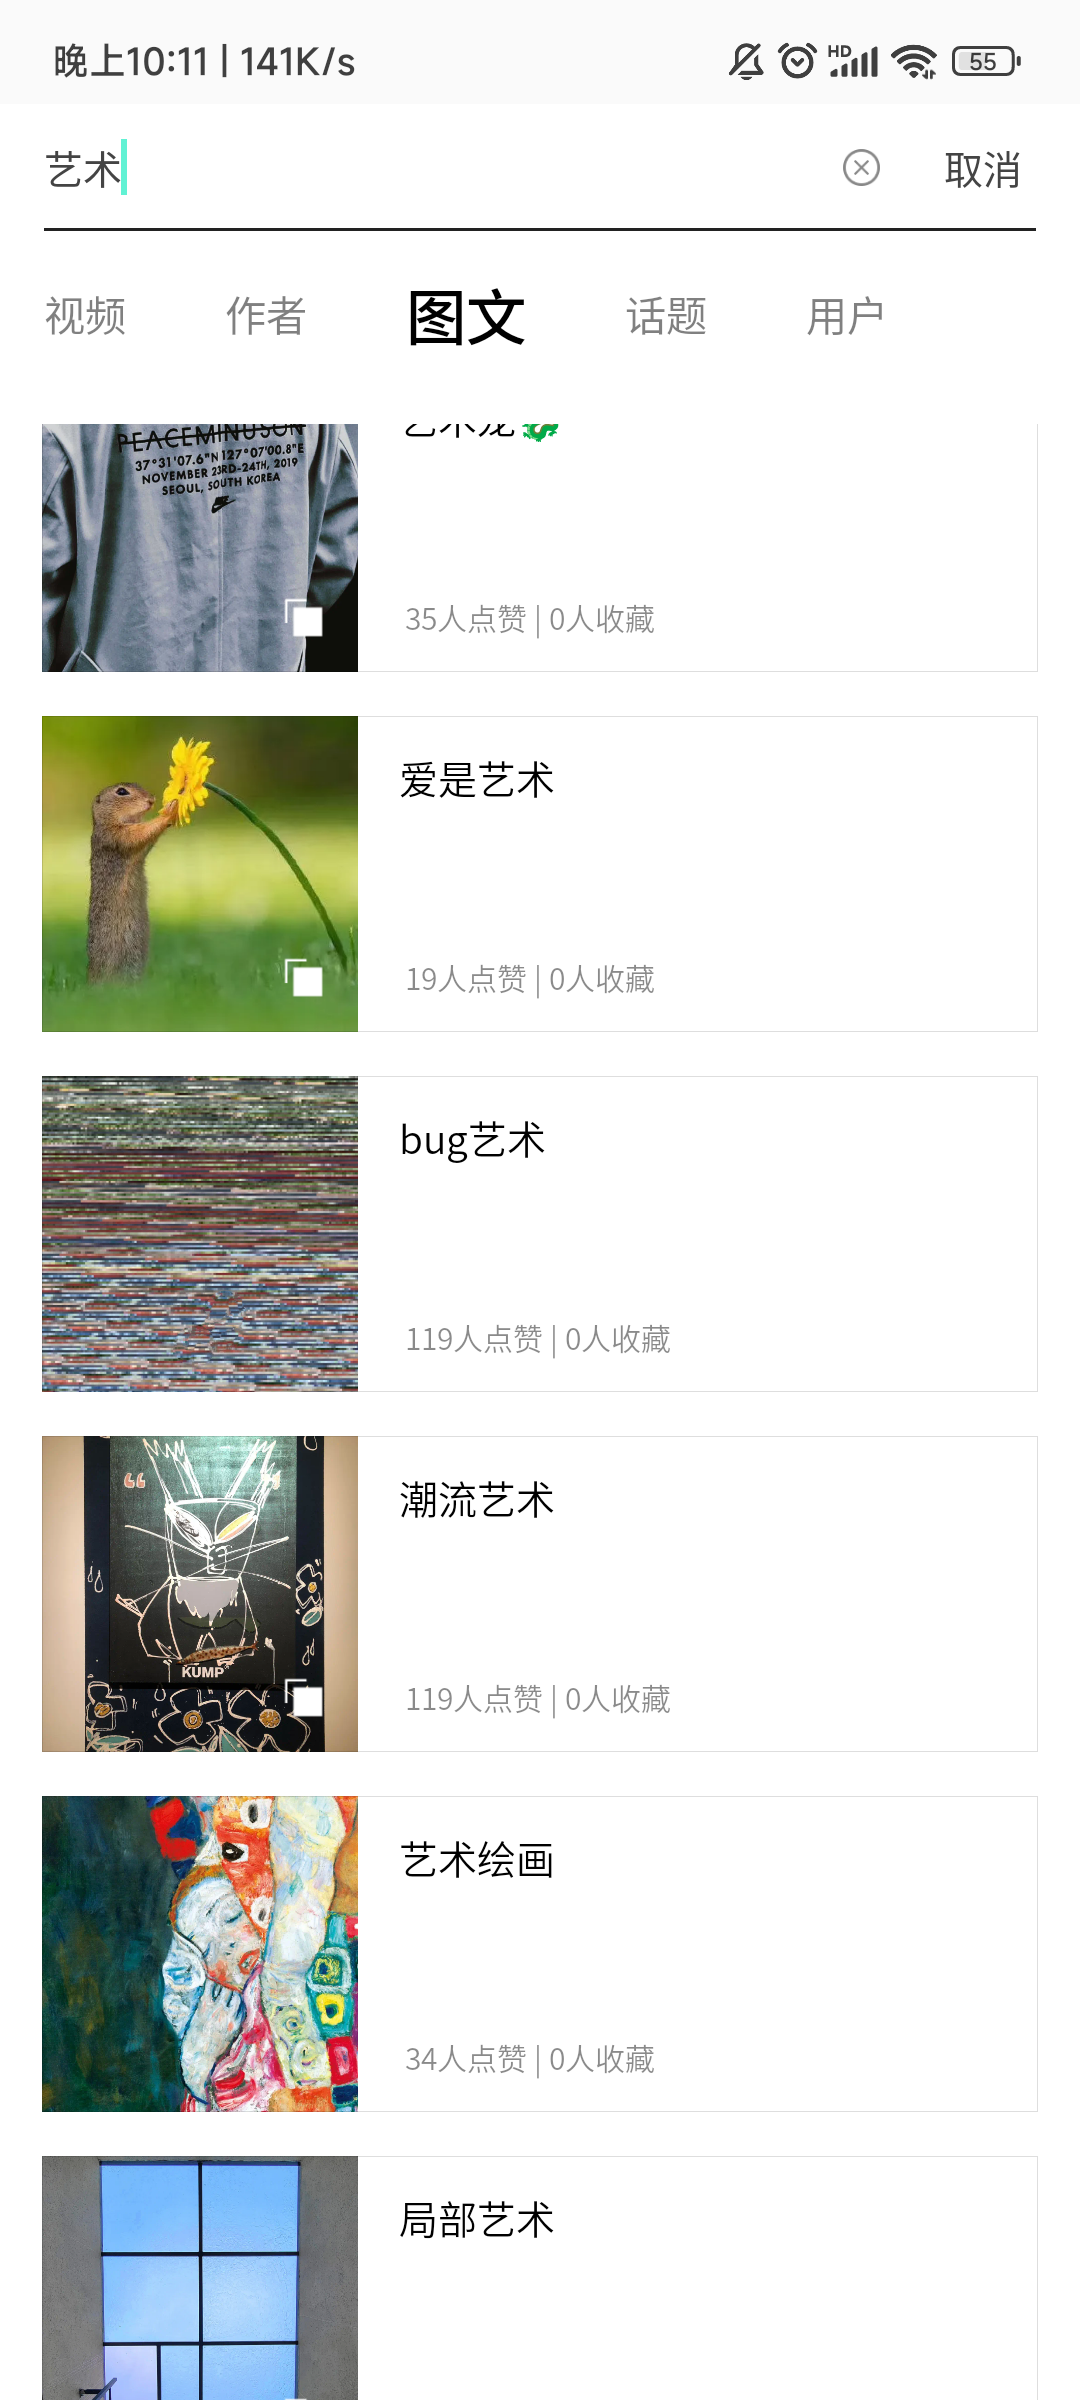 晚上10:11 | 141K/s
HD
55
艺术
取消
视频 作者 图文 话题 用户
PEACEMINUSON
37°31'07.6"N 127°07'00.8"E
NOVEMBER 23RD-24TH, 2019
SEOUL, SOUTH KOREA
艺术龙🐉
35人点赞 | 0人收藏
爱是艺术
19人点赞 | 0人收藏
bug艺术
119人点赞 | 0人收藏
潮流艺术
KUMP
119人点赞 | 0人收藏
艺术绘画
34人点赞 | 0人收藏
局部艺术